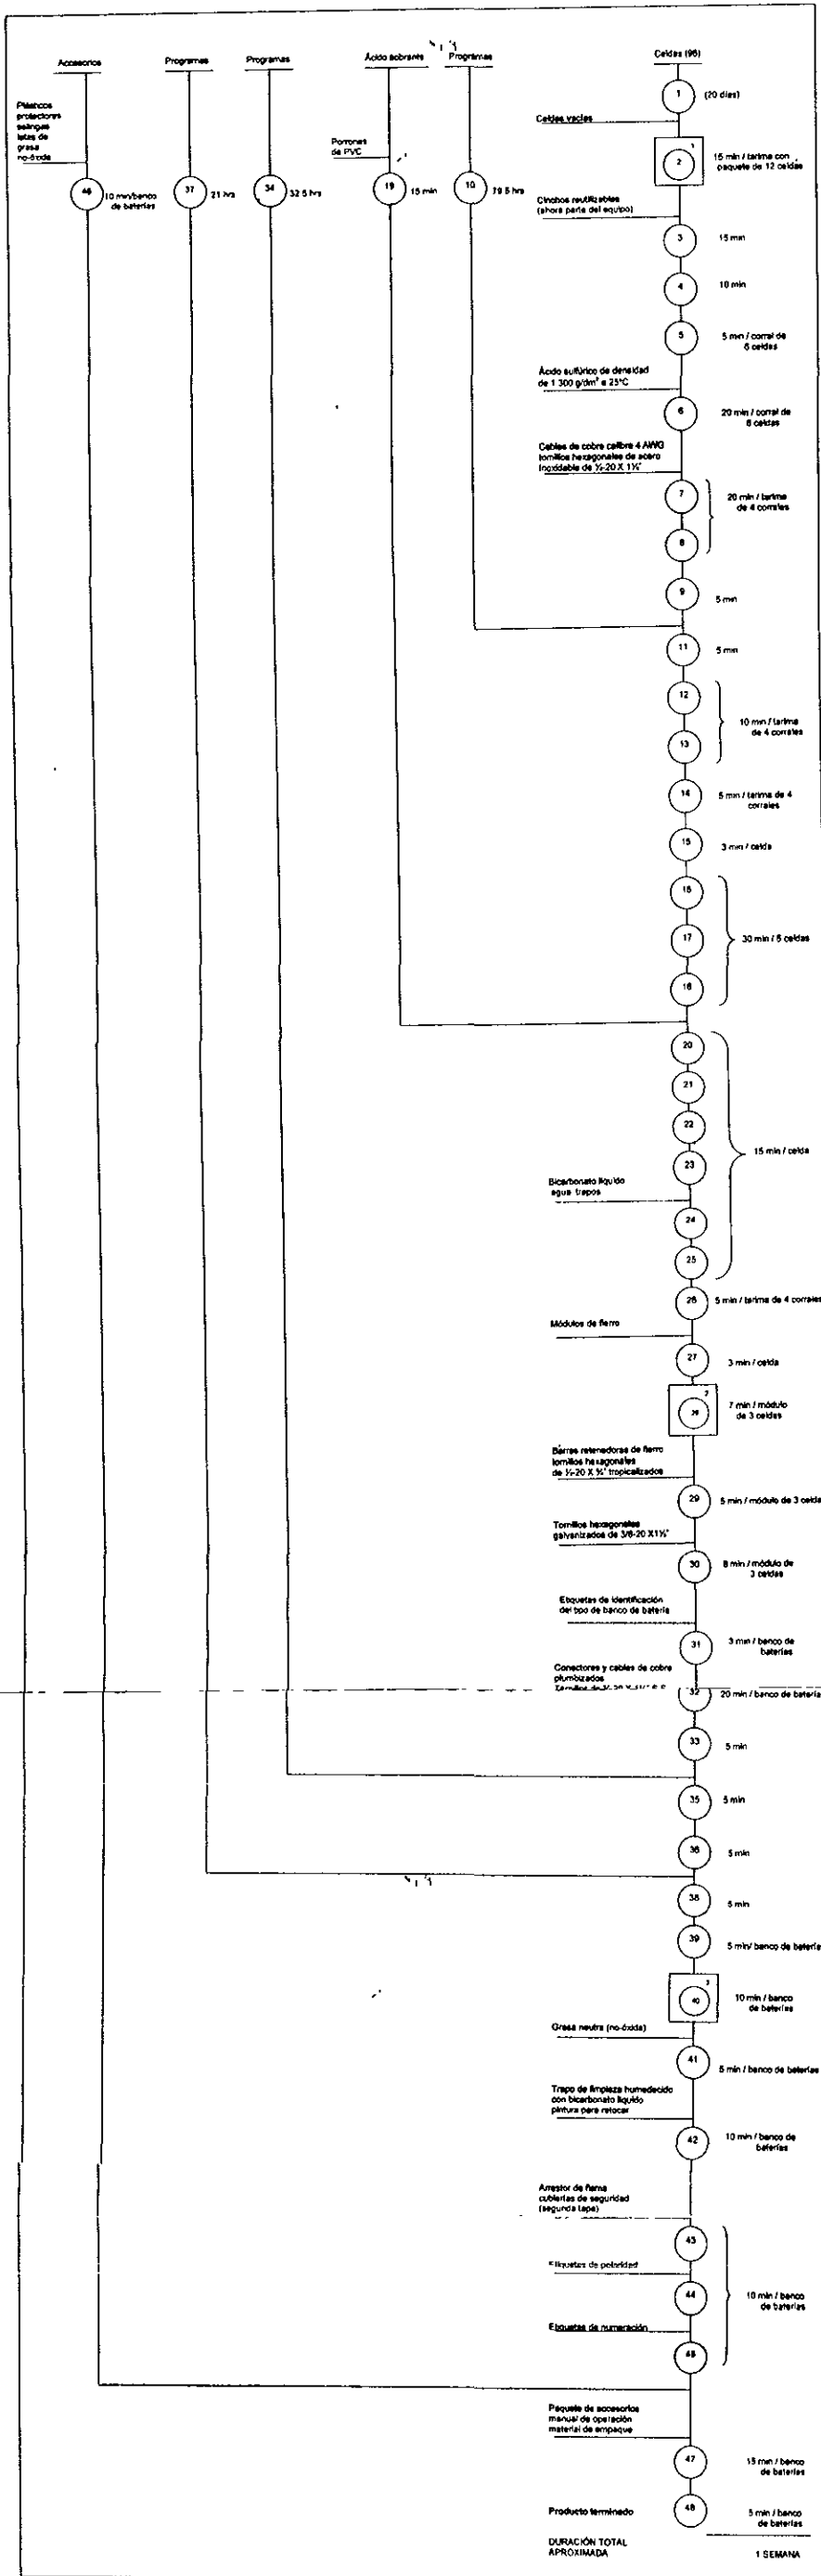 Accesorios
Programas
Programas
Ácido sobrante
Programas
Celdas (96)
Plásticos
protectores
eslingas
latas de
grasa
no-óxido
46
10 min/banco
de baterías
37
21 hrs
34
32.5 hrs
Porrones
de PVC
19
15 min
10
79.5 hrs
1
(20 días)
Celdas vacías
1
2
15 min / tarima con
paquete de 12 celdas
Cinchos reutilizables
(ahora parte del equipo)
3
15 min
4
10 min
5
5 min / corral de
6 celdas
Ácido sulfúrico de densidad
de 1 300 g/dm³ a 25°C
6
20 min / corral de
6 celdas
Cables de cobre calibre 4 AWG
tornillos hexagonales de acero
inoxidable de ¼-20 X 1½"
7
20 min / tarima
de 4 corrales
8
9
5 min
11
5 min
12
10 min / tarima
de 4 corrales
13
14
5 min / tarima de 4
corrales
15
3 min / celda
16
17
30 min / 6 celdas
18
20
21
22
15 min / celda
23
Bicarbonato líquido
agua trapos
24
25
26
5 min / tarima de 4 corrales
Módulos de fierro
27
3 min / celda
2
28
7 min / módulo
de 3 celdas
Barras retenedoras de fierro
tornillos hexagonales
de ½-20 X ¾" tropicalizados
29
5 min / módulo de 3 celda
Tornillos hexagonales
galvanizados de 3/8-20 X1½"
30
8 min / módulo de
3 celdas
Etiquetas de identificación
del tipo de banco de batería
31
3 min / banco de
baterías
Conectores y cables de cobre
plumbizados
Tornillos de
32
20 min / banco de batería
33
5 min
35
5 min
36
5 min
38
5 min
39
5 min/ banco de batería
3
40
10 min / banco
de baterías
Grasa neutra (no-óxida)
41
5 min / banco de baterías
Trapo de limpieza humedecido
con bicarbonato líquido
pintura para retocar
42
10 min / banco de
baterías
Arrestor de flama
cubiertas de seguridad
(segunda tapa)
43
Etiquetas de polaridad
44
10 min / banco
de baterías
Etiquetas de numeración
45
Paquete de accesorios
manual de operación
material de empaque
47
15 min / banco
de baterías
Producto terminado
48
5 min / banco
de baterías
DURACIÓN TOTAL
APROXIMADA
1 SEMANA